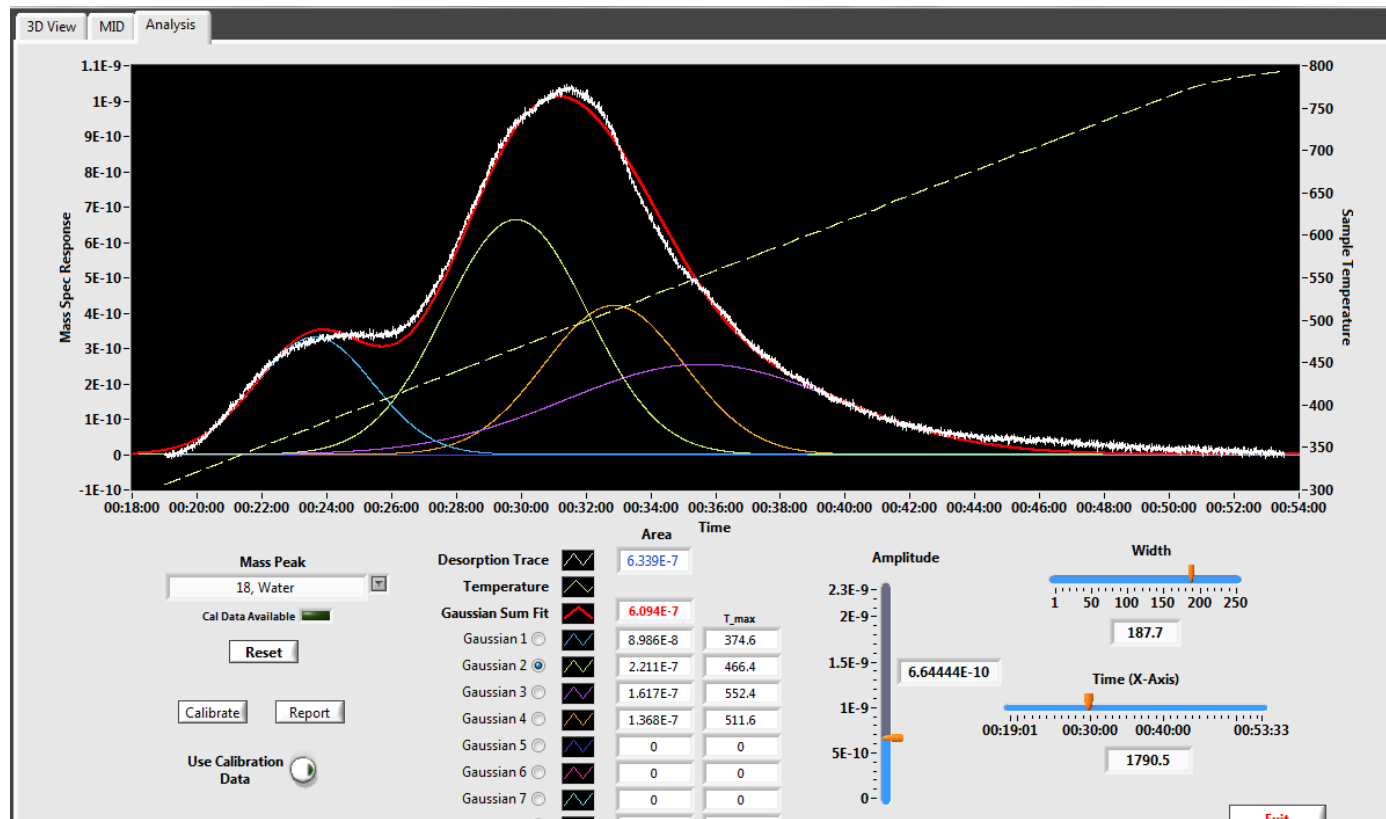 3D View MID Analysis
1.1E-9 800
1E-9 750
9E-10
8E-10 700
7E-10 650
6E-10 600
5E-10 550
4E-10 500
3E-10 450
2E-10 400
1E-10
0 350
-1E-10 300
Mass Spec Response
Sample Temperature
00:18:00 00:20:00 00:22:00 00:24:00 00:26:00 00:28:00 00:30:00 00:32:00 00:34:00 00:36:00 00:38:00 00:40:00 00:42:00 00:44:00 00:46:00 00:48:00 00:50:00 00:52:00 00:54:00
Time
Mass Peak
18, Water
Cal Data Available
Reset
Calibrate Report
Use Calibration
Data
Area
Desorption Trace 6.339E-7
Temperature
Gaussian Sum Fit 6.094E-7 T_max
Gaussian 1 8.986E-8 374.6
Gaussian 2 2.211E-7 466.4
Gaussian 3 1.617E-7 552.4
Gaussian 4 1.368E-7 511.6
Gaussian 5 0 0
Gaussian 6 0 0
Gaussian 7 0 0
Amplitude
2.3E-9
2E-9
1.5E-9
1E-9
5E-10
0
6.64444E-10
Width
1 50 100 150 200 250
187.7
Time (X-Axis)
00:19:01 00:30:00 00:40:00 00:53:33
1790.5
Exit